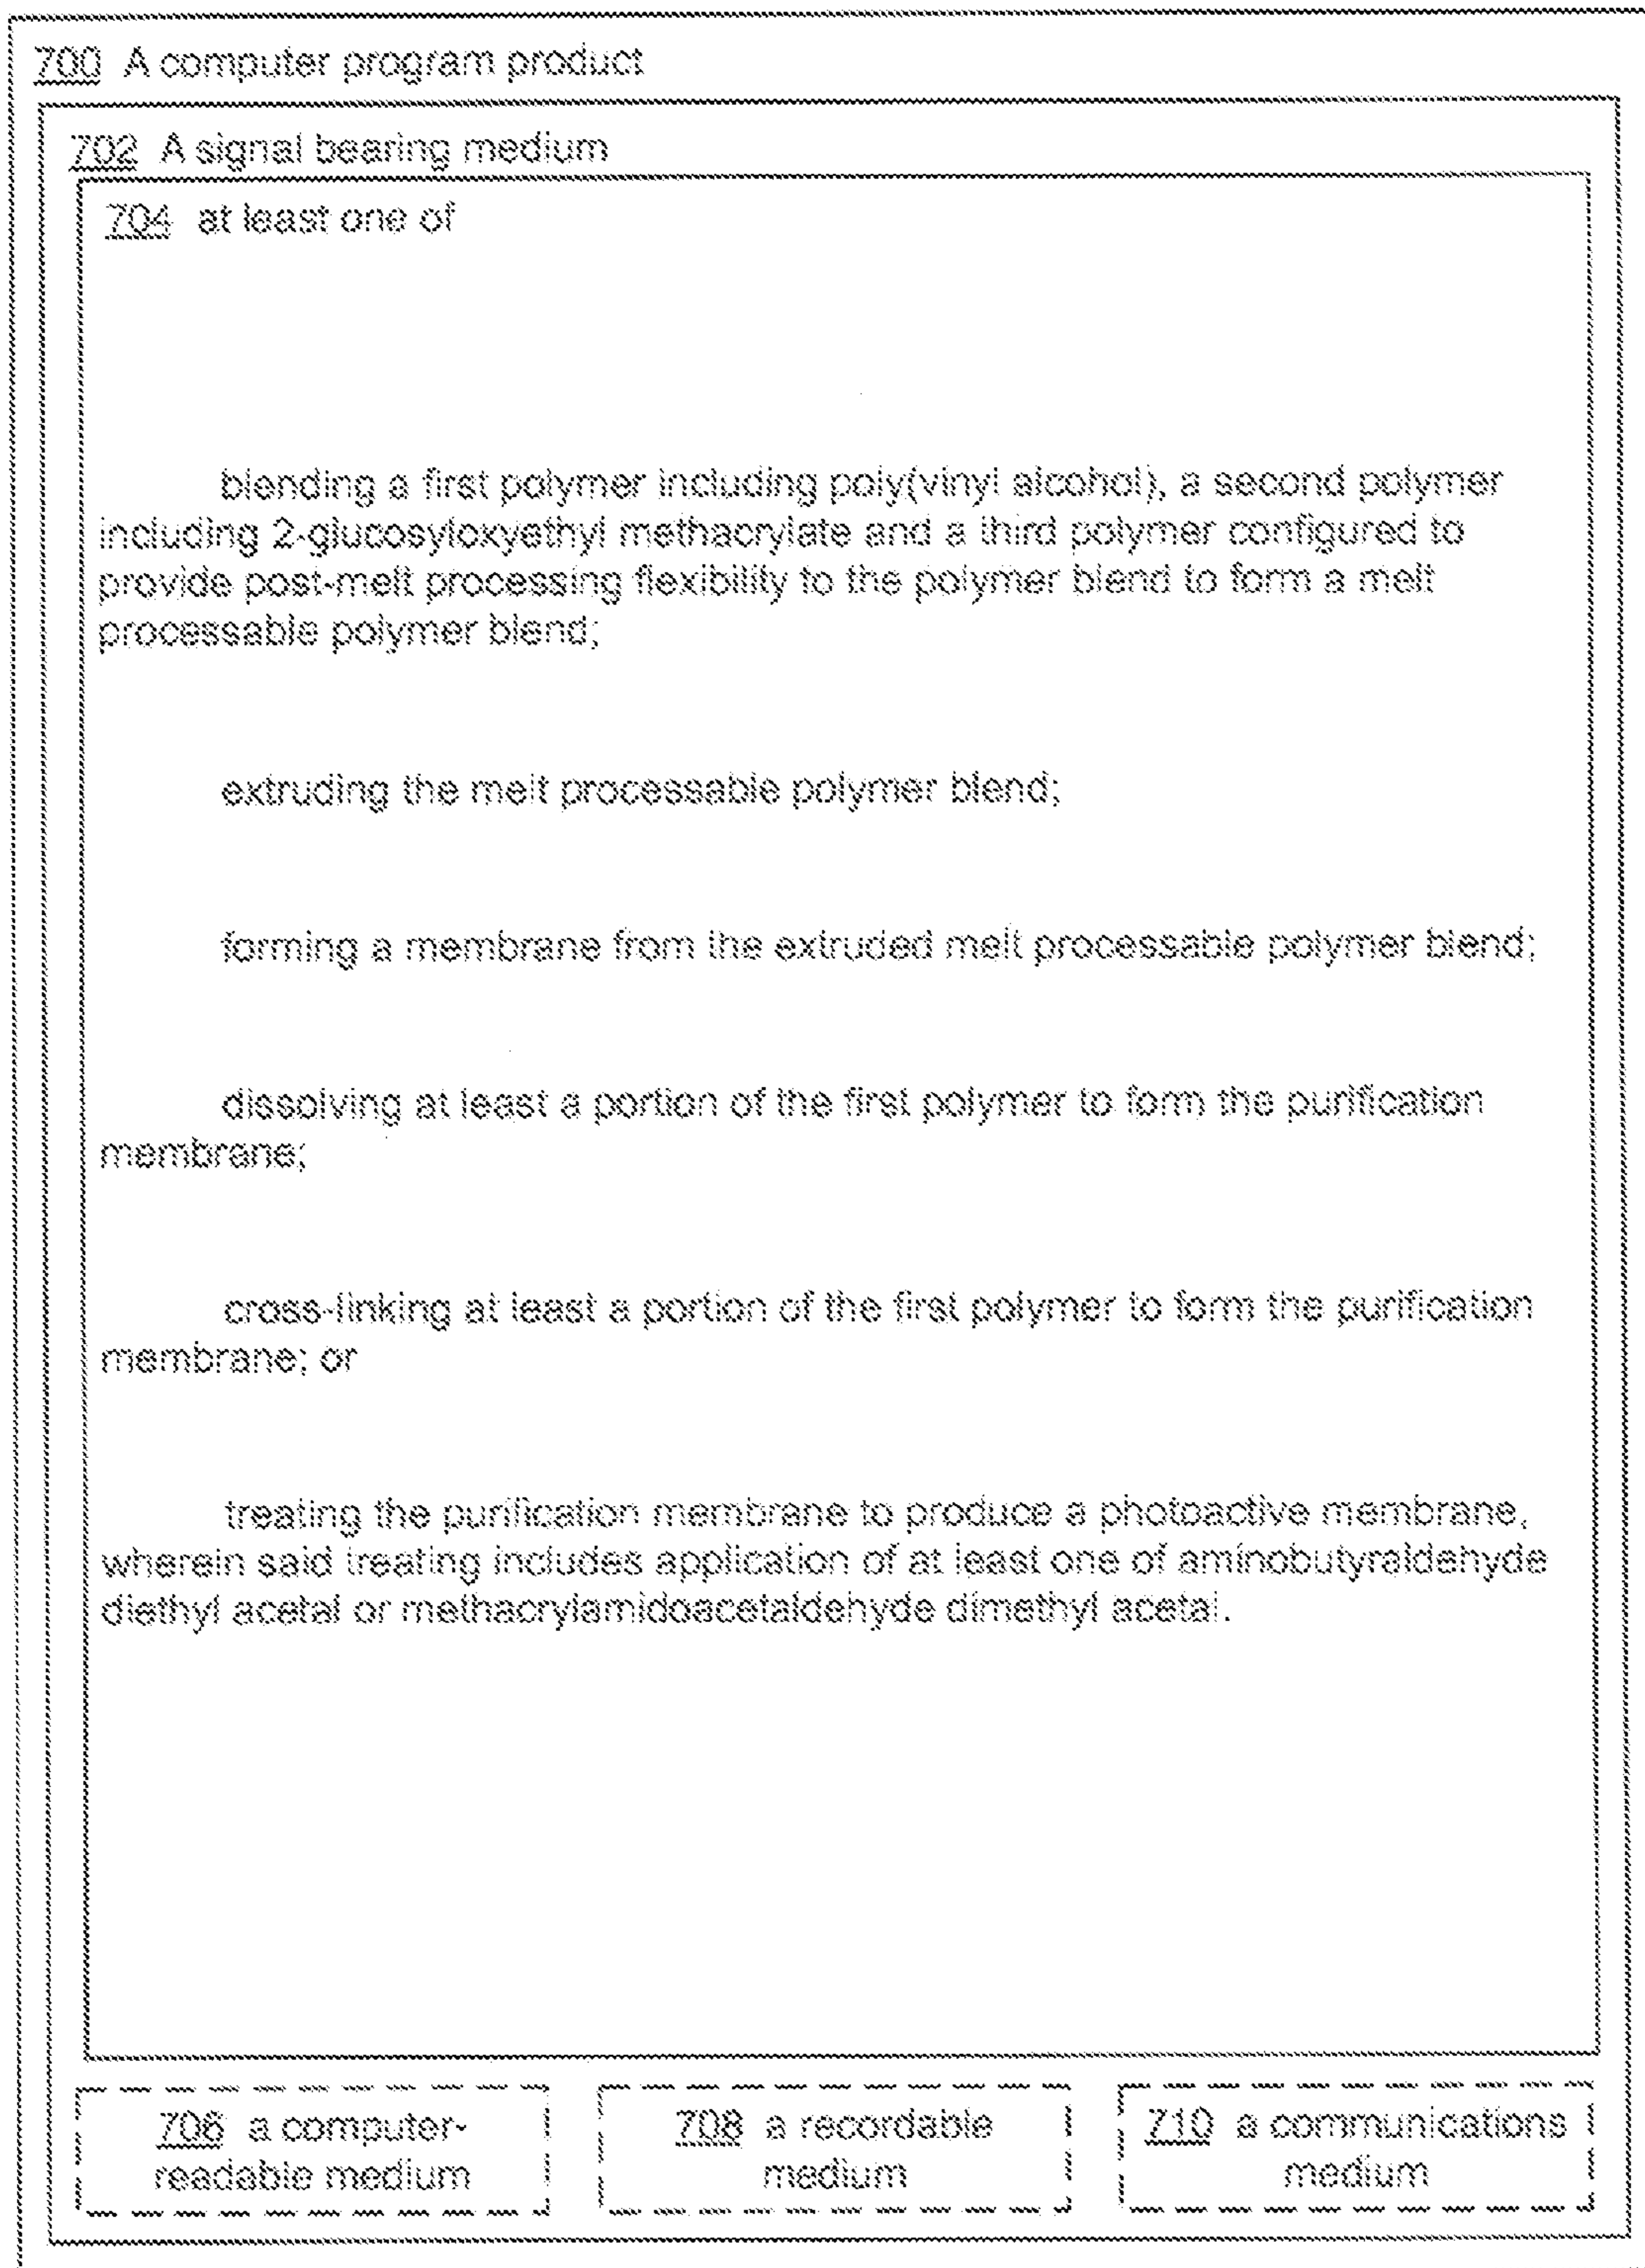 700 A computer program product
702 A signal bearing medium
704 at least one of
blending a first polymer including poly(vinyl alcohol), a second polymer
including 2-glucosyloxyethyl methacrylate and a third polymer configured to
provide post-melt processing flexibility to the polymer blend to form a melt
processable polymer blend;
extruding the melt processable polymer blend;
forming a membrane from the extruded melt processable polymer blend;
dissolving at least a portion of the first polymer to form the purification
membrane;
cross-linking at least a portion of the first polymer to form the purification
membrane; or
treating the purification membrane to produce a photoactive membrane,
wherein said treating includes application of at least one of aminobutyraldehyde
diethyl acetal or methacrylamidoacetaldehyde dimethyl acetal.
706 a computer-
readable medium
708 a recordable
medium
710 a communications
medium